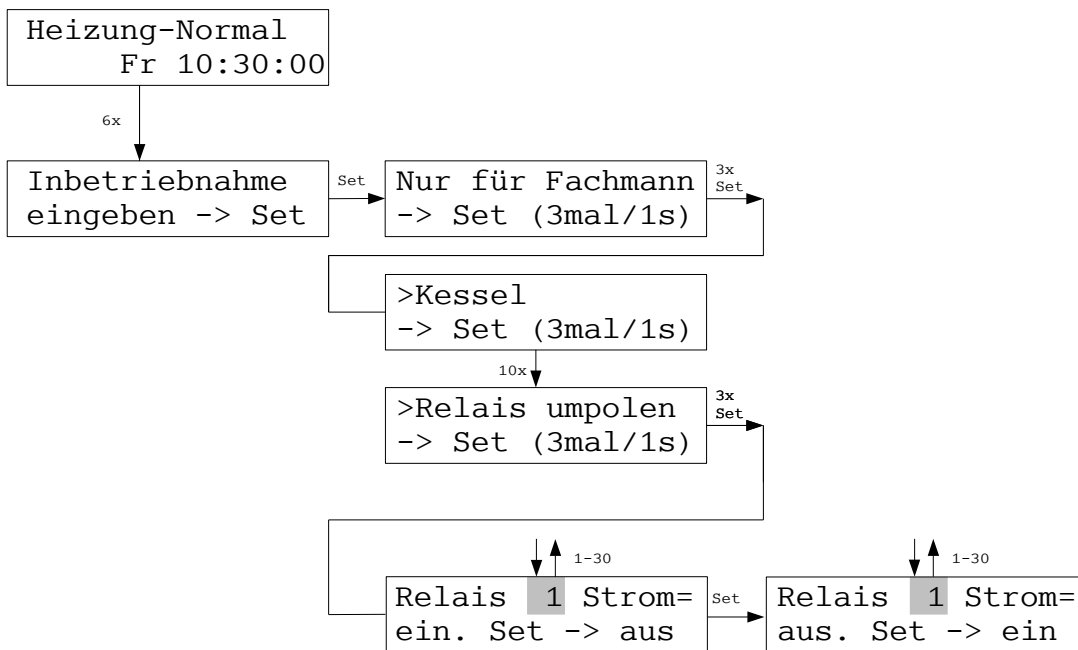 Heizung-Normal
Fr 10:30:00
6x
Inbetriebnahme
eingeben -> Set
Set
Nur für Fachmann
-> Set (3mal/1s)
3x
Set
>Kessel
-> Set (3mal/1s)
10x
>Relais umpolen
-> Set (3mal/1s)
3x
Set
1-30
Relais 1 Strom=
ein. Set -> aus
Set
1-30
Relais 1 Strom=
aus. Set -> ein